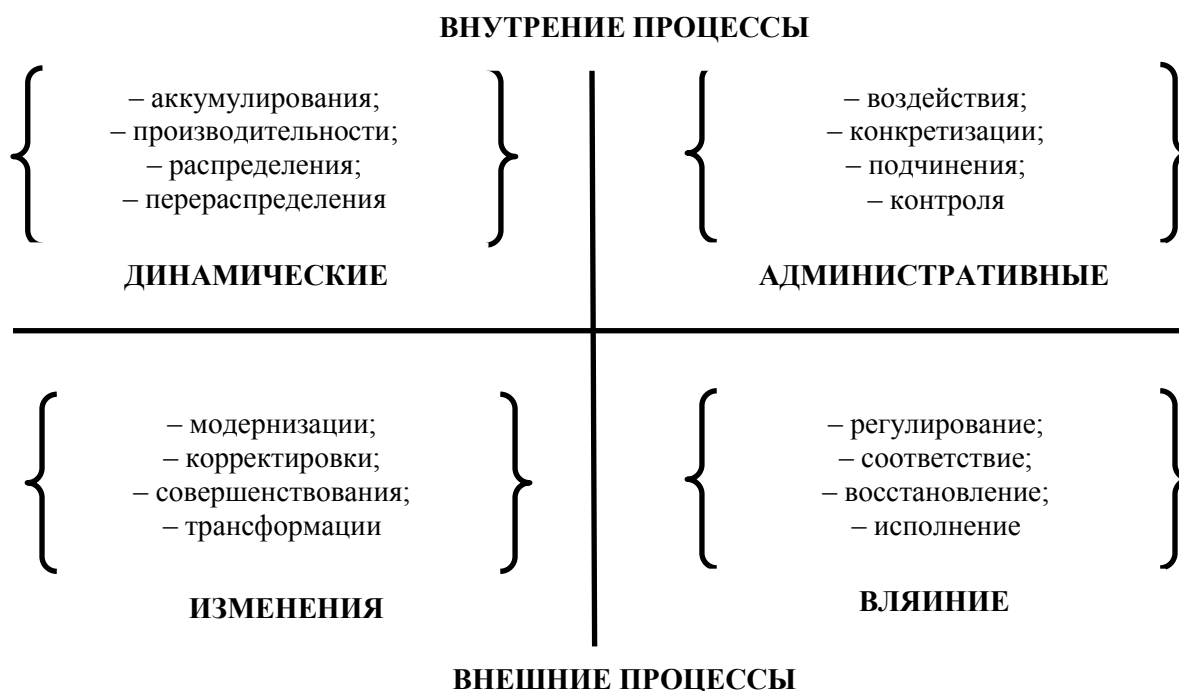 ВНУТРЕНИЕ ПРОЦЕССЫ
– аккумулирования;
– производительности;
– распределения;
– перераспределения
ДИНАМИЧЕСКИЕ
– воздействия;
– конкретизации;
– подчинения;
– контроля
АДМИНИСТРАТИВНЫЕ
– модернизации;
– корректировки;
– совершенствования;
– трансформации
ИЗМЕНЕНИЯ
– регулирование;
– соответствие;
– восстановление;
– исполнение
ВЛЯИНИЕ
ВНЕШНИЕ ПРОЦЕССЫ